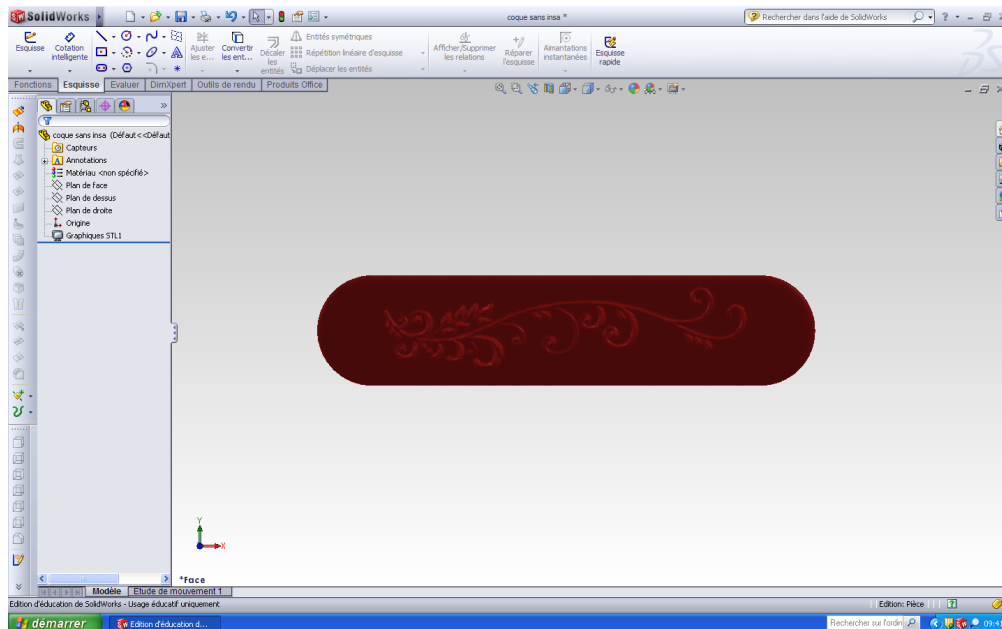 SolidWorks
coque sans insa *
Rechercher dans l'aide de SolidWorks
Esquisse
Cotation intelligente
Ajuster les e...
Convertir les ent...
Décaler les entités
Entités symétriques
Répétition linéaire d'esquisse
Déplacer les entités
Afficher/Supprimer les relations
Réparer l'esquisse
Aimantations instantanées
Esquisse rapide
Fonctions Esquisse Evaluer DimXpert Outils de rendu Produits Office
coque sans insa (Défaut<<Défaut
Capteurs
Annotations
Matériau <non spécifié>
Plan de face
Plan de dessus
Plan de droite
Origine
Graphiques STL1
Y
X
*Face
Modèle Etude de mouvement 1
Edition d'éducation de SolidWorks - Usage éducatif uniquement
Edition: Pièce
démarrer
Edition d'éducation d...
Rechercher sur l'ordin